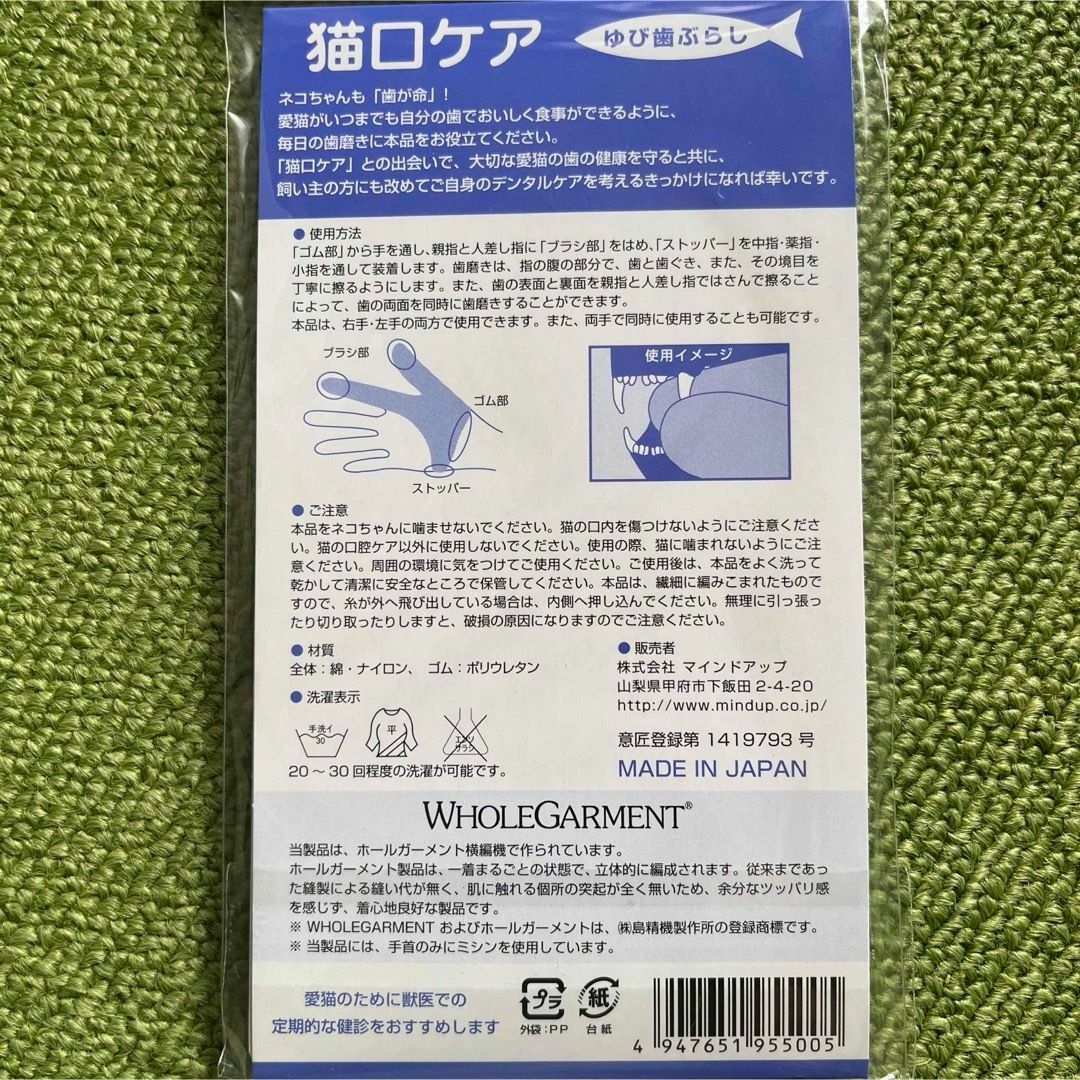 猫口ケア ゆび歯ぶらし
ネコちゃんも「歯が命」!
愛猫がいつまでも自分の歯でおいしく食事ができるように、
毎日の歯磨きに本品をお役立てください。
「猫口ケア」との出会いで、大切な愛猫の歯の健康を守ると共に、
飼い主の方にも改めてご自身のデンタルケアを考えるきっかけになれば幸いです。
● 使用方法
「ゴム部」から手を通し、親指と人差し指に「ブラシ部」をはめ、「ストッパー」を中指・薬指・
小指を通して装着します。歯磨きは、指の腹の部分で、歯と歯ぐき、また、その境目を
丁寧に擦るようにします。また、歯の表面と裏面を親指と人差し指ではさんで擦ること
によって、歯の両面を同時に歯磨きすることができます。
本品は、右手・左手の両方で使用できます。また、両手で同時に使用することも可能です。
ブラシ部
ゴム部
ストッパー
使用イメージ
● ご注意
本品をネコちゃんに噛ませないでください。猫の口内を傷つけないようにご注意くださ
い。猫の口腔ケア以外に使用しないでください。使用の際、猫に噛まれないようにご注
意ください。周囲の環境に気をつけてご使用ください。ご使用後は、本品をよく洗って
乾かして清潔に安全なところで保管してください。本品は、繊細に編みこまれたもので
すので、糸が外へ飛び出している場合は、内側へ押し込んでください。無理に引っ張っ
たり切り取ったりしますと、破損の原因になりますのでご注意ください。
● 材質
全体:綿・ナイロン、 ゴム:ポリウレタン
● 洗濯表示
手洗イ
30
平
エンソ
サラシ
20～30回程度の洗濯が可能です。
● 販売者
株式会社 マインドアップ
山梨県甲府市下飯田 2-4-20
http://www.mindup.co.jp/
意匠登録第 1419793 号
MADE IN JAPAN
WHOLEGARMENT®
当製品は、ホールガーメント横編機で作られています。
ホールガーメント製品は、一着まるごとの状態で、立体的に編成されます。従来まであっ
た縫製による縫い代が無く、肌に触れる個所の突起が全く無いため、余分なツッパリ感
を感じず、着心地良好な製品です。
※ WHOLEGARMENT およびホールガーメントは、㈱島精機製作所の登録商標です。
※ 当製品には、手首のみにミシンを使用しています。
愛猫のために獣医での
定期的な健診をおすすめします
プラ
外袋:PP
紙
台紙
4 947651 955005